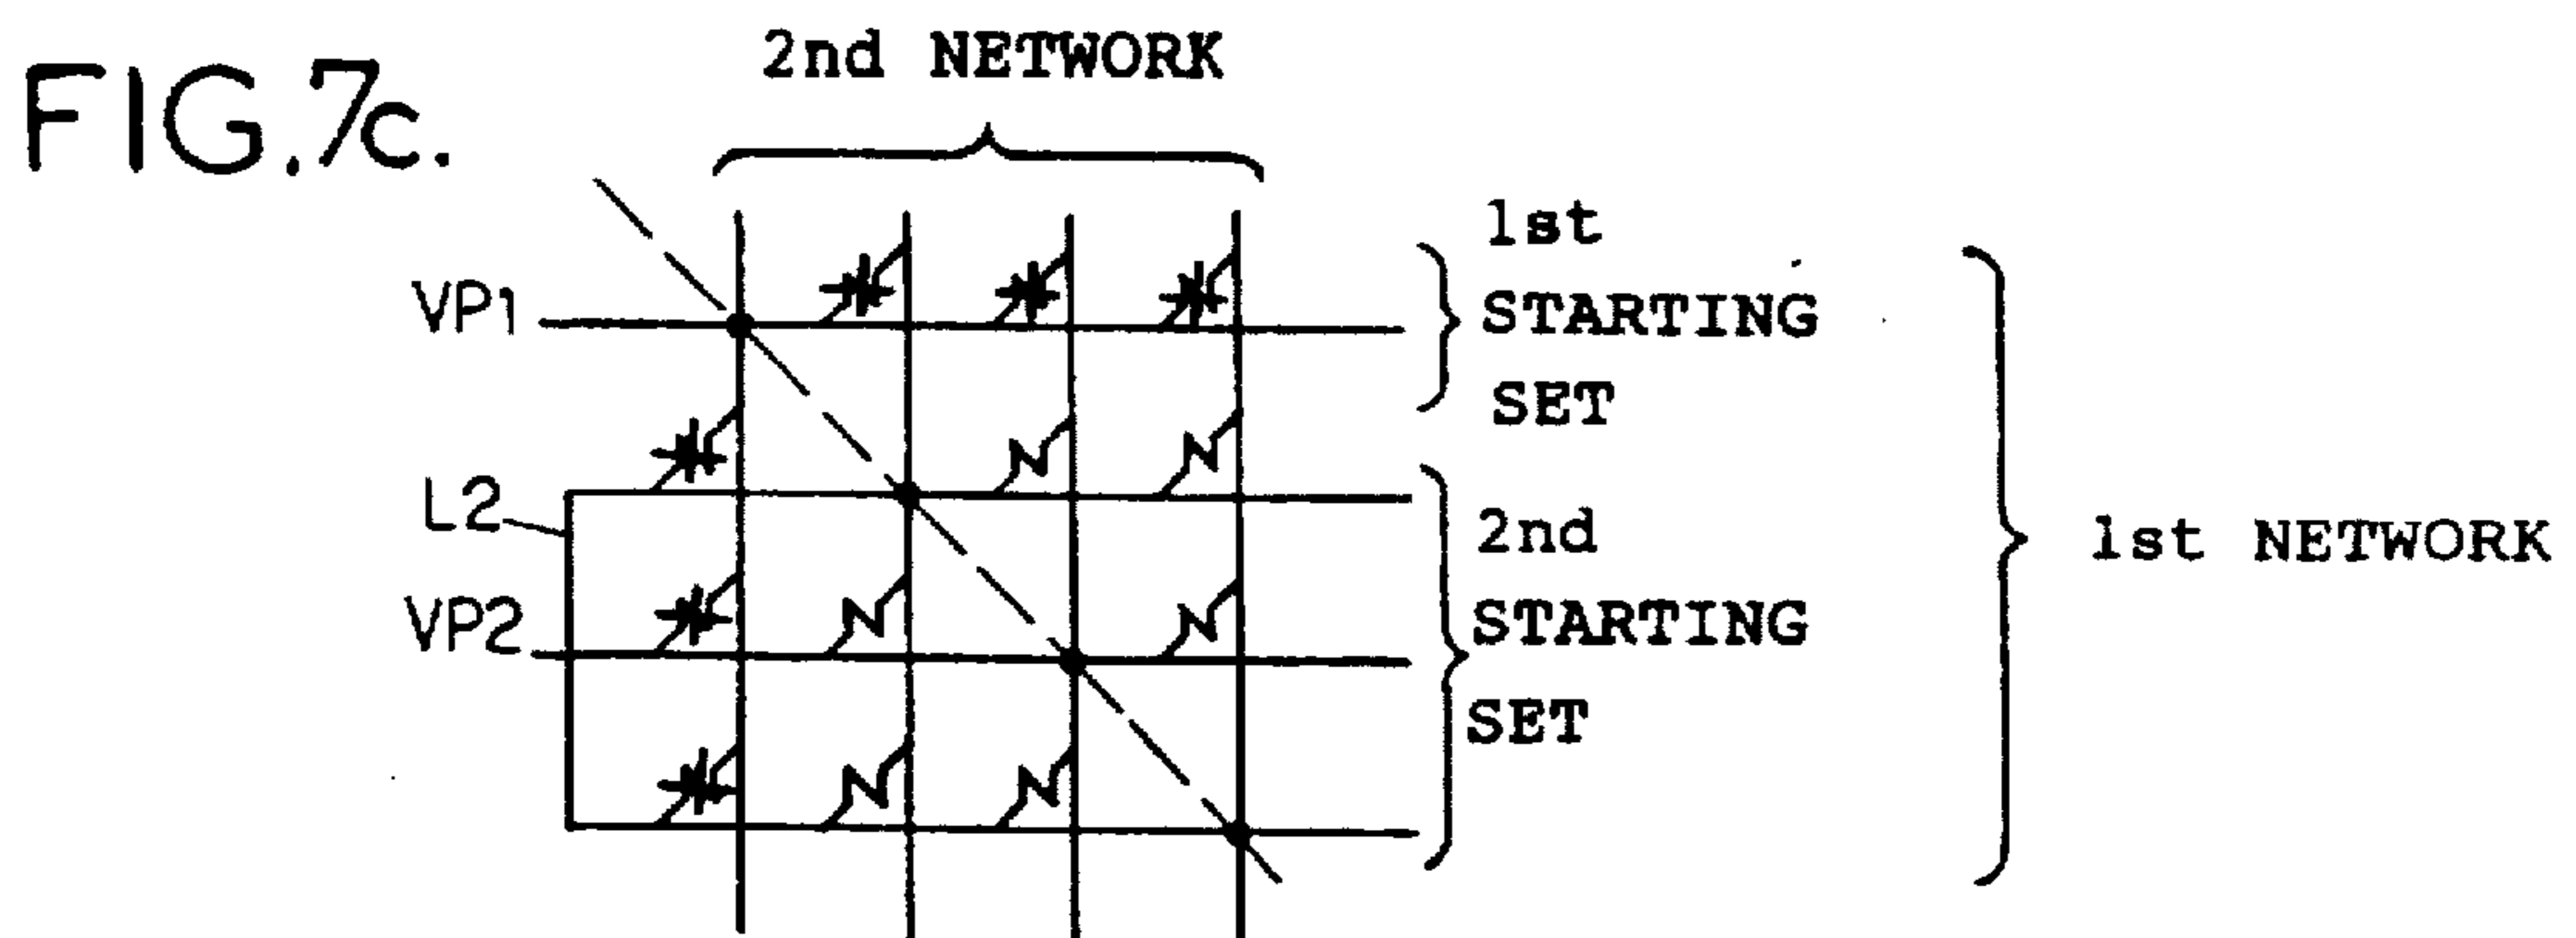 FIG.7c.
2nd NETWORK
VP1
1st
STARTING
SET
L2
2nd
STARTING
SET
VP2
1st NETWORK